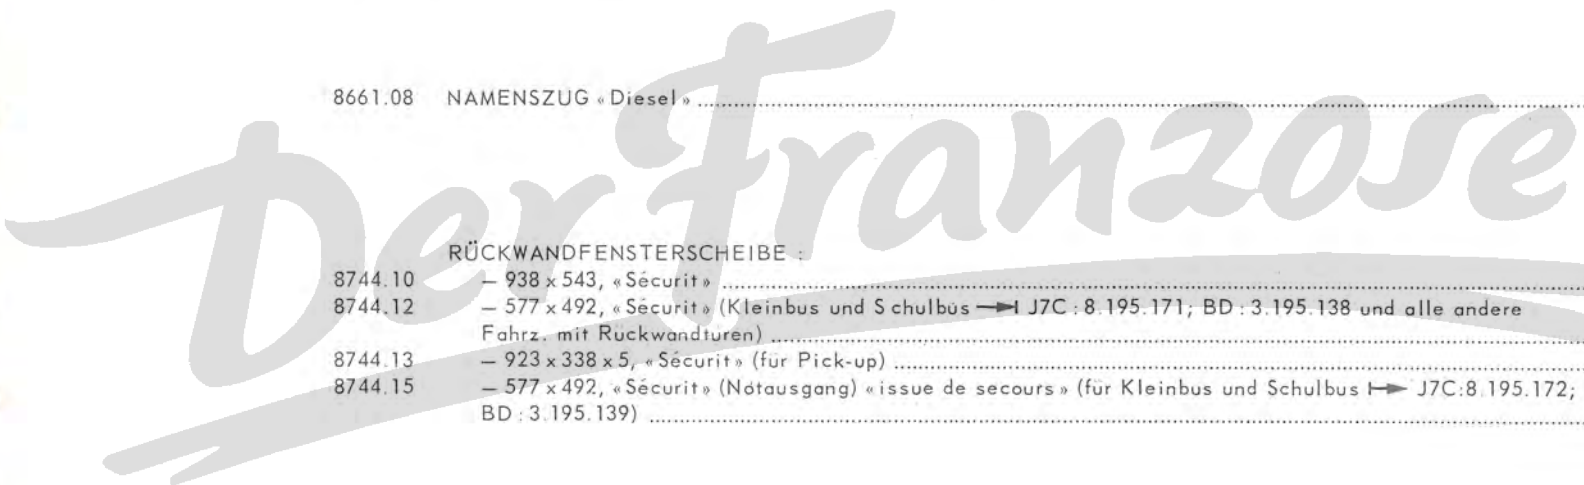 Der Franzose
8661.08 NAMENSZUG «Diesel» ........
RÜCKWANDFENSTERSCHEIBE :
8744.10 – 938 x 543, «Sécurit» ........
8744.12 – 577 x 492, «Sécurit» (Kleinbus und Schulbus →I J7C : 8.195.171; BD : 3.195.138 und alle andere
Fahrz. mit Rückwandtüren) ........
8744.13 – 923 x 338 x 5, «Sécurit» (für Pick-up) ........
8744.15 – 577 x 492, «Sécurit» (Notausgang) «issue de secours» (für Kleinbus und Schulbus I→ J7C:8.195.172;
BD : 3.195.139) ........